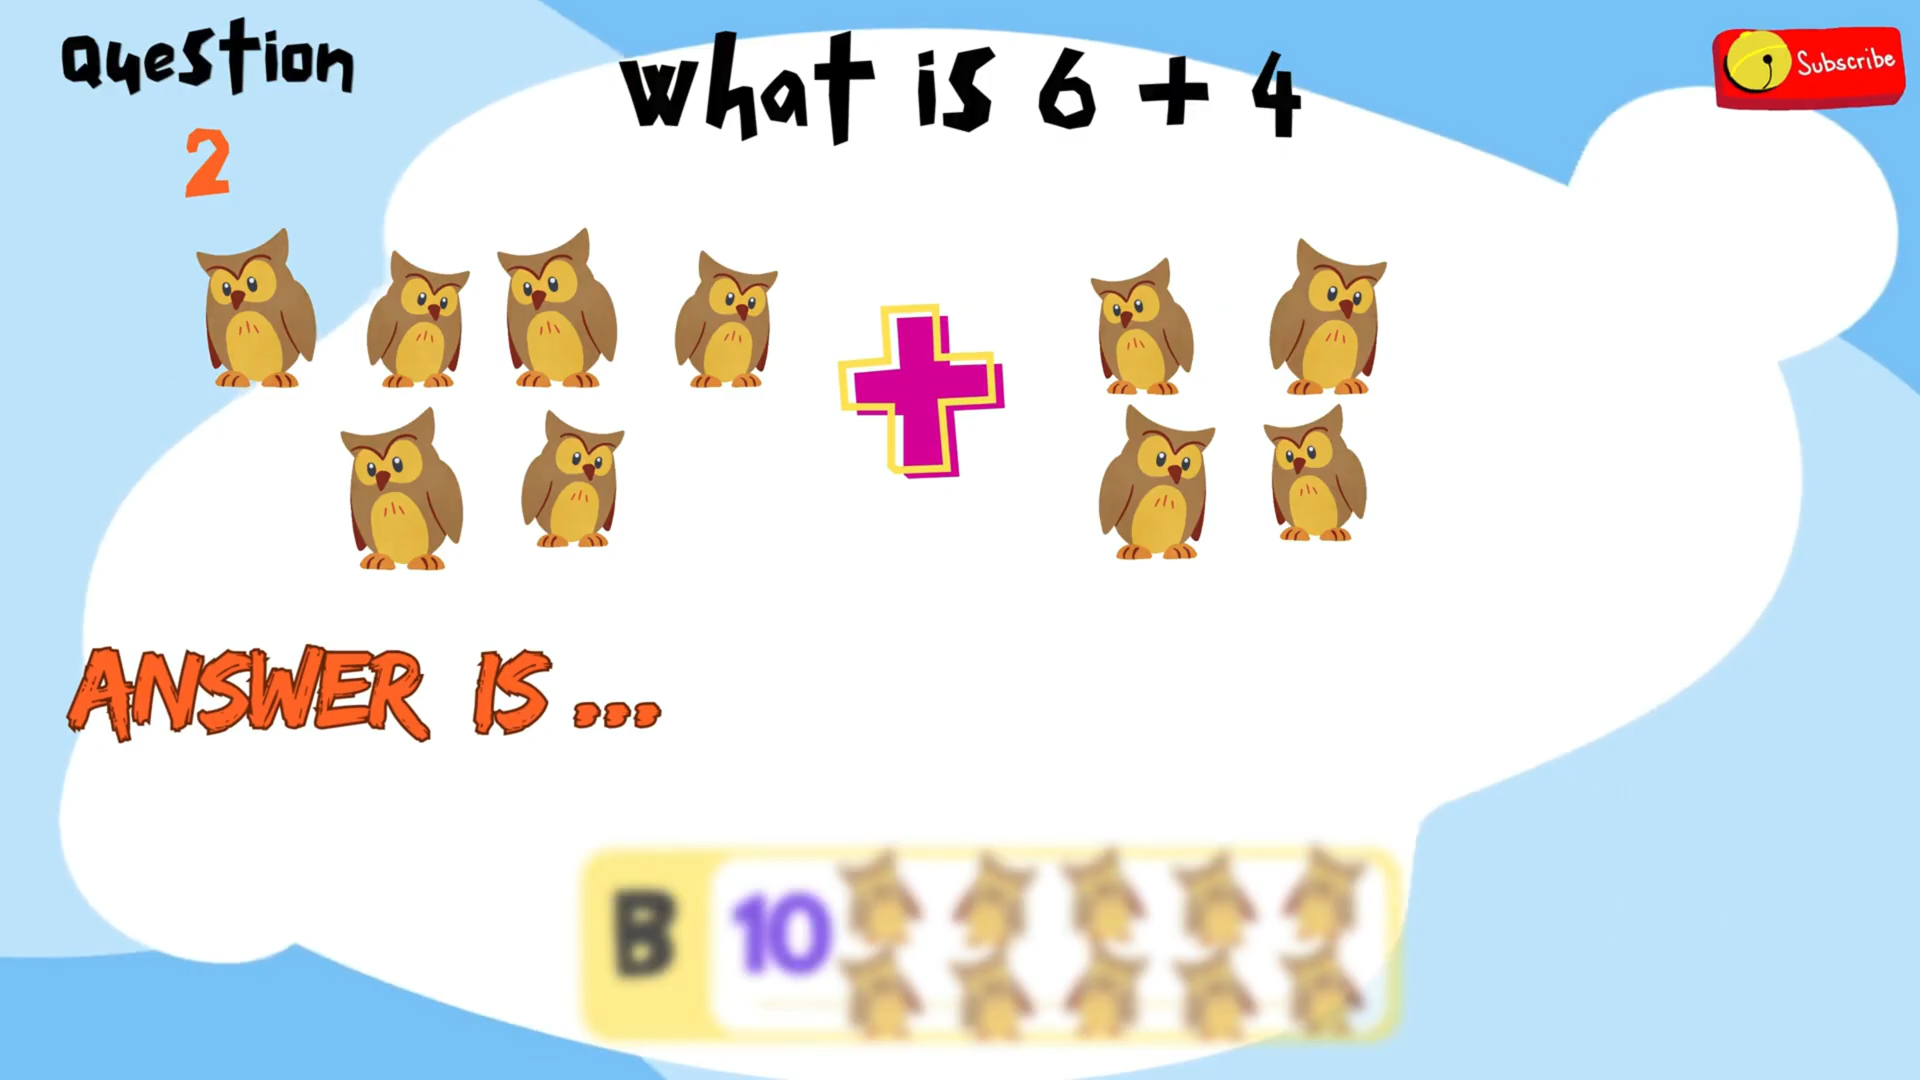 Question
2
What is 6 + 4
Subscribe
ANSWER IS ...
B 10